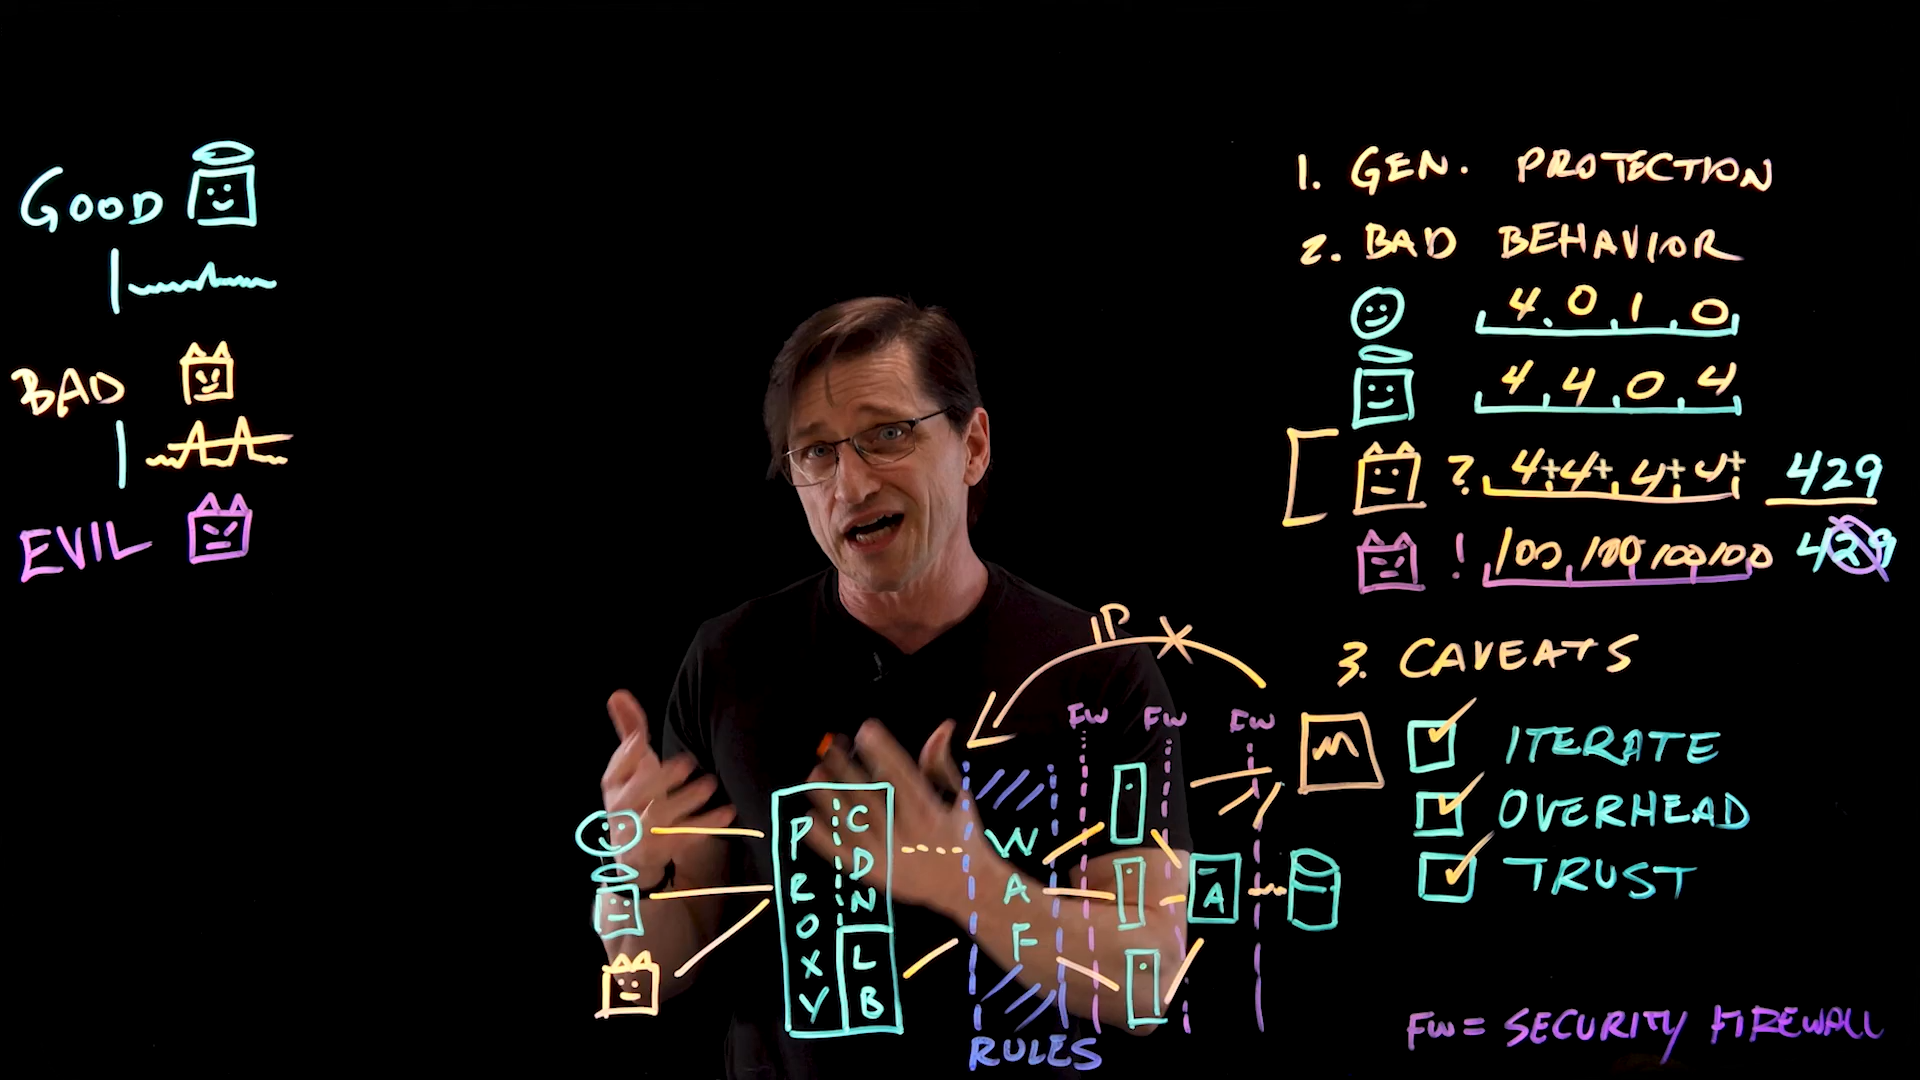 GOOD
BAD
EVIL
1. GEN. PROTECTION
2. BAD BEHAVIOR
4 0 1 0
4 4 0 4
? 4+ 4+ 4+ 4+ 429
! 100 100 100 100 429
3. CAVEATS
ITERATE
OVERHEAD
TRUST
IP
FW FW FW
M
PROXY
CDN
LB
WAF
A
RULES
FW = SECURITY FIREWALL